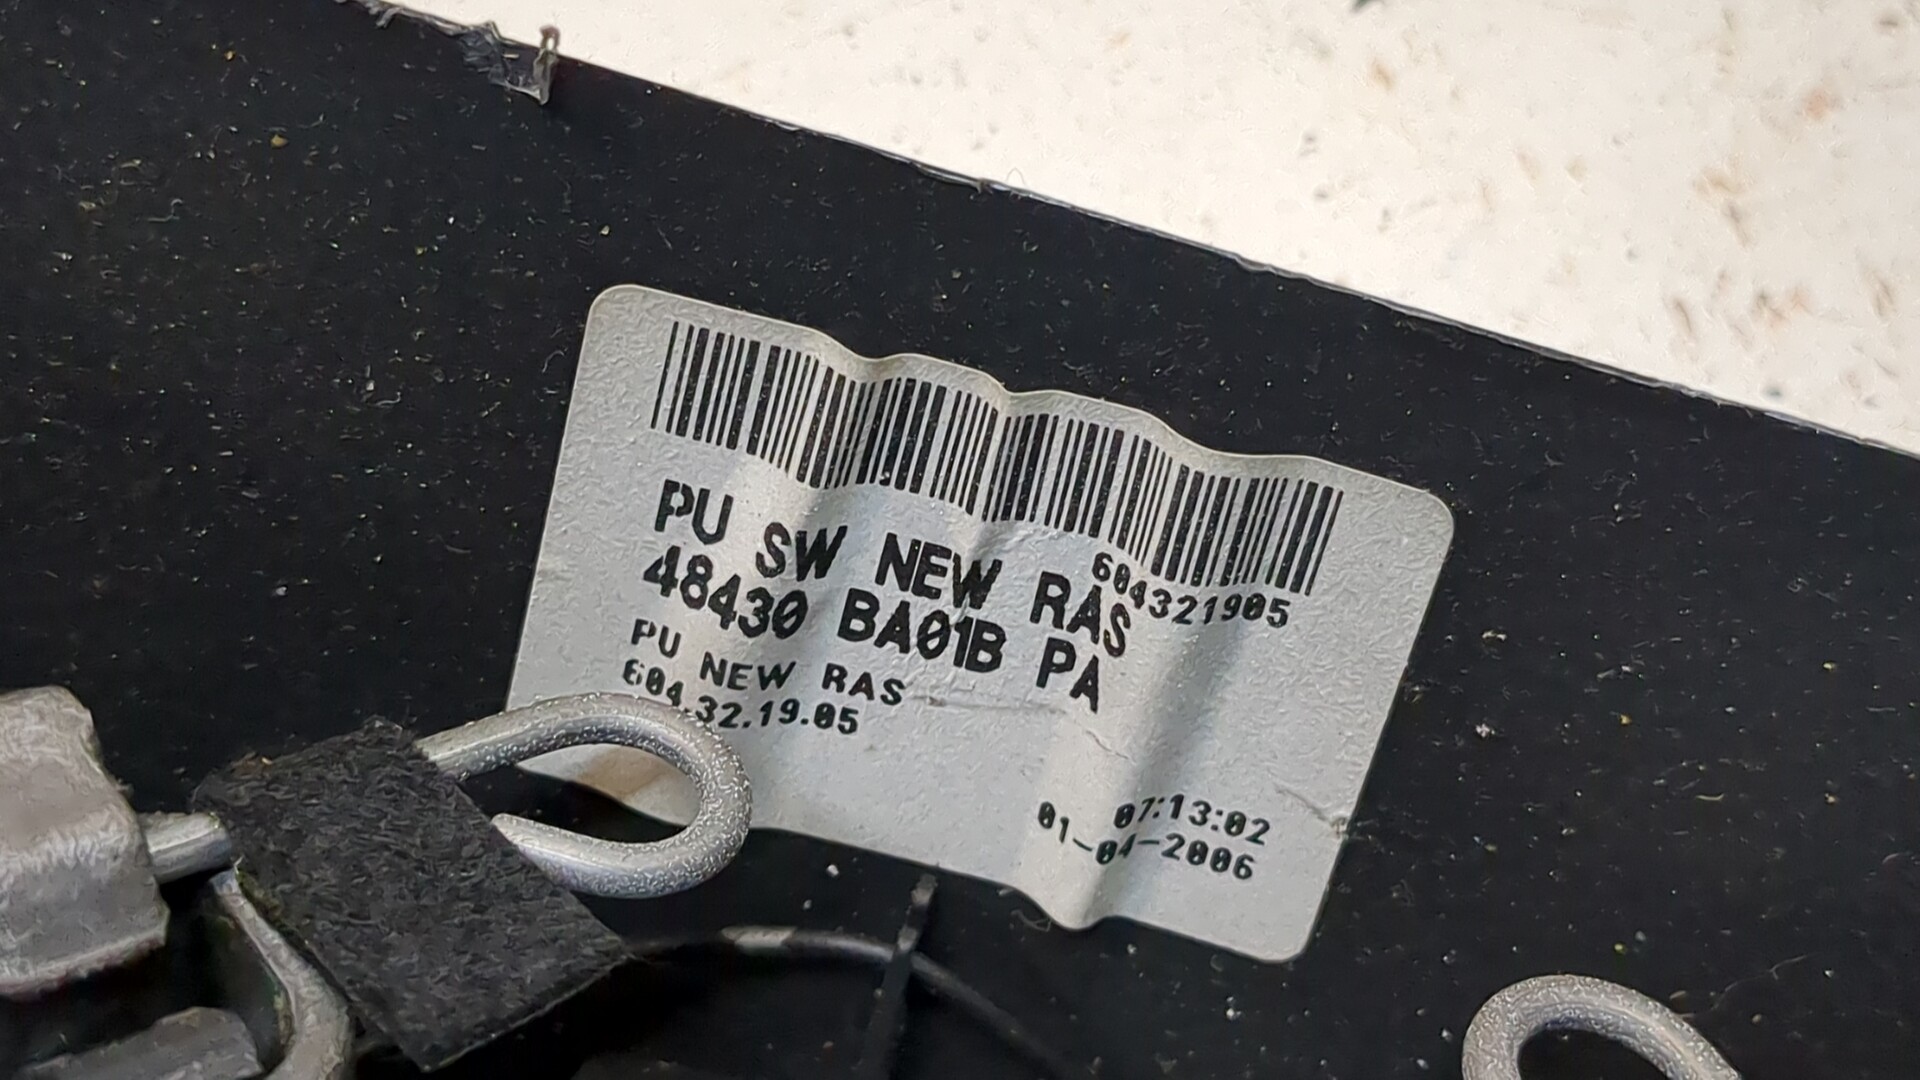 604321905
PU SW NEW RAS
48430 BA01B PA
PU NEW RAS
604.32.19.05
07:13:02
01-04-2006